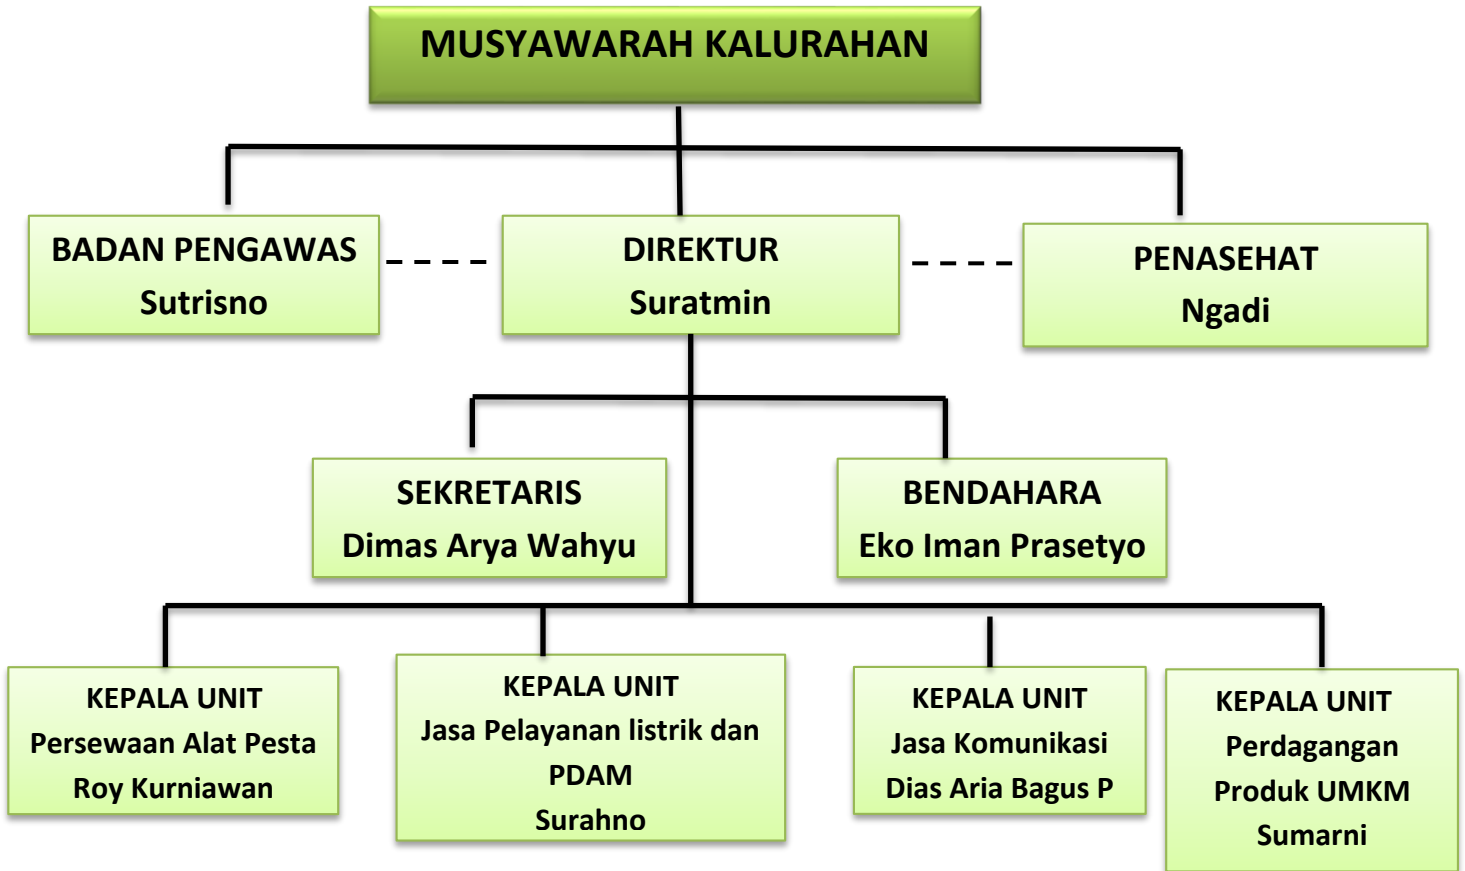 MUSYAWARAH KALURAHAN
BADAN PENGAWAS
Sutrisno
DIREKTUR
Suratmin
PENASEHAT
Ngadi
SEKRETARIS
Dimas Arya Wahyu
BENDAHARA
Eko Iman Prasetyo
KEPALA UNIT
Persewaan Alat Pesta
Roy Kurniawan
KEPALA UNIT
Jasa Pelayanan listrik dan
PDAM
Surahno
KEPALA UNIT
Jasa Komunikasi
Dias Aria Bagus P
KEPALA UNIT
Perdagangan
Produk UMKM
Sumarni